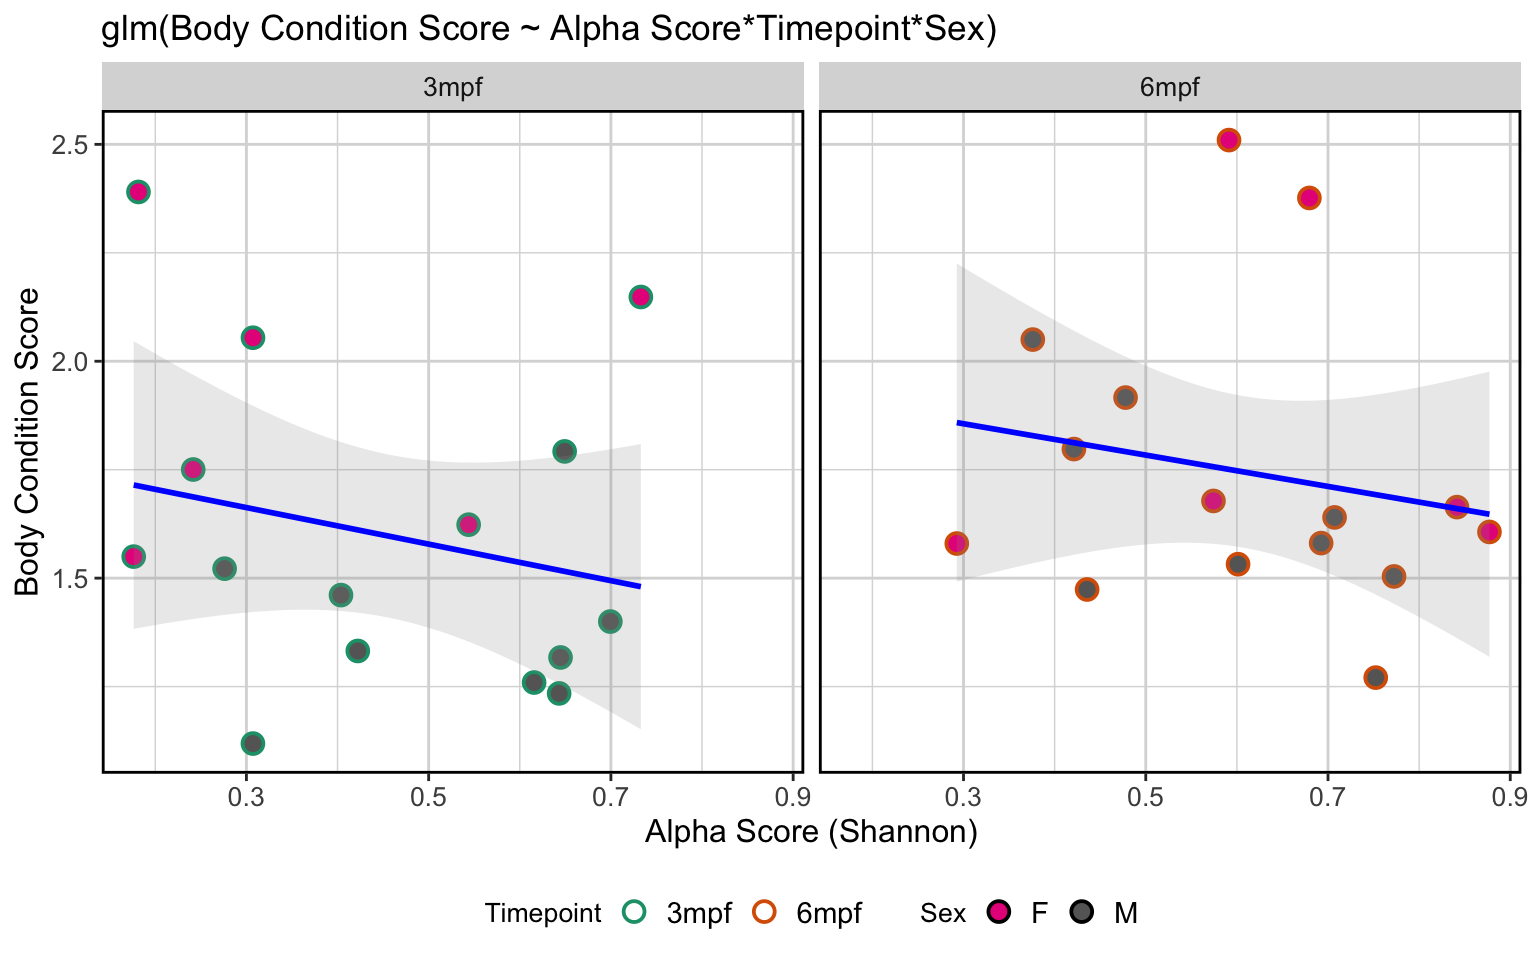 glm(Body Condition Score ~ Alpha Score*Timepoint*Sex)
3mpf 6mpf
2.5
2.0
1.5
Body Condition Score
0.3 0.5 0.7 0.9 0.3 0.5 0.7 0.9
Alpha Score (Shannon)
Timepoint 3mpf 6mpf Sex F M